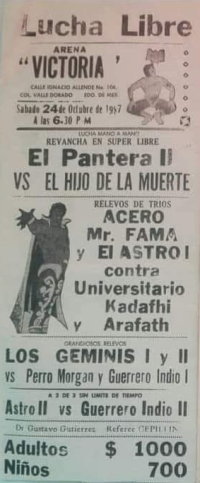 Lucha Libre
ARENA
"VICTORIA"
CALLE IGNACIO ALLENDE No. 106,
COL. VALLE DORADO EDO. DE MEX.
Sábado 24 de Octubre de 1987
A las 6.30 P M
LUCHA MANO A MANO
REVANCHA EN SUPER LIBRE
El Pantera II
VS EL HIJO DE LA MUERTE
RELEVOS DE TRIOS
ACERO
Mr. FAMA
y El ASTRO I
contra
Universitario
Kadafhi
y Arafath
GRANDIOSOS RELEVOS
LOS GEMINIS I y II
vs Perro Morgan y Guerrero Indio I
A 2 DE 3 SIN LIMITE DE TIEMPO
Astro II vs Guerrero Indio II
Dr Gustavo Gutierrez Referee CEPILLIN
Adultos $ 1000
Niños 700